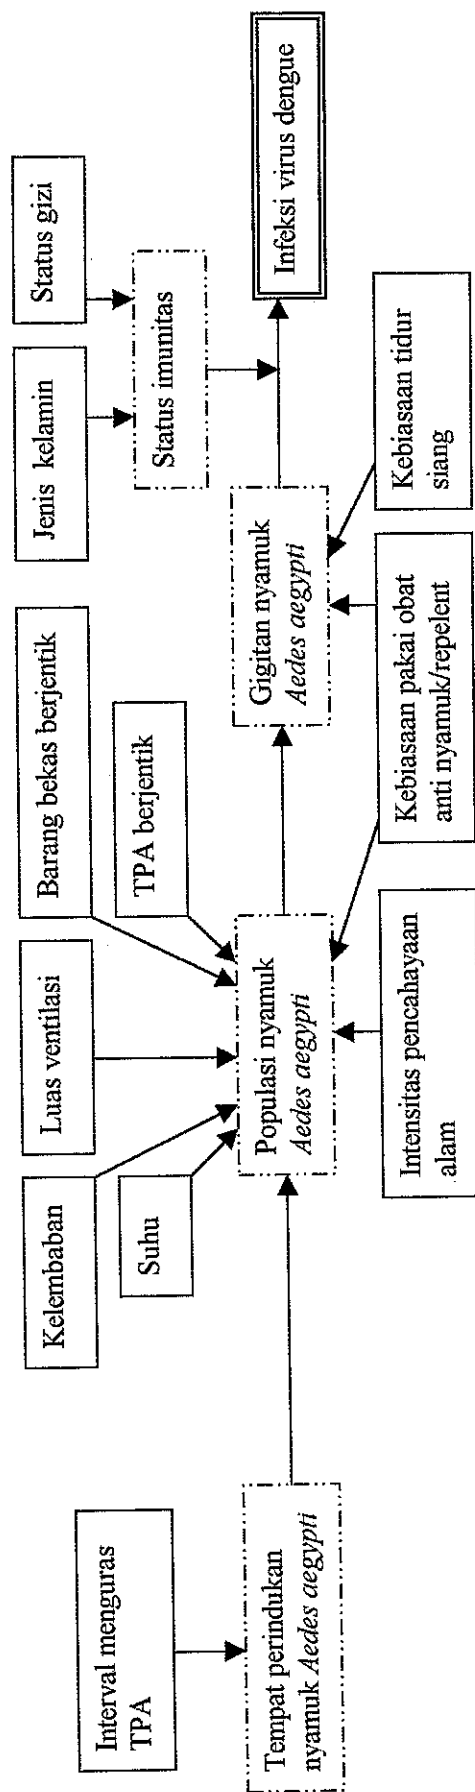 Interval menguras
TPA
Tempat perindukan
nyamuk Aedes aegypti
Kelembaban
Suhu
Luas ventilasi
Barang bekas berjentik
TPA berjentik
Populasi nyamuk
Aedes aegypti
Intensitas pencahayaan
alam
Jenis kelamin
Status gizi
Status imunitas
Gigitan nyamuk
Aedes aegypti
Kebiasaan pakai obat
anti nyamuk/repelent
Kebiasaan tidur
siang
Infeksi virus dengue